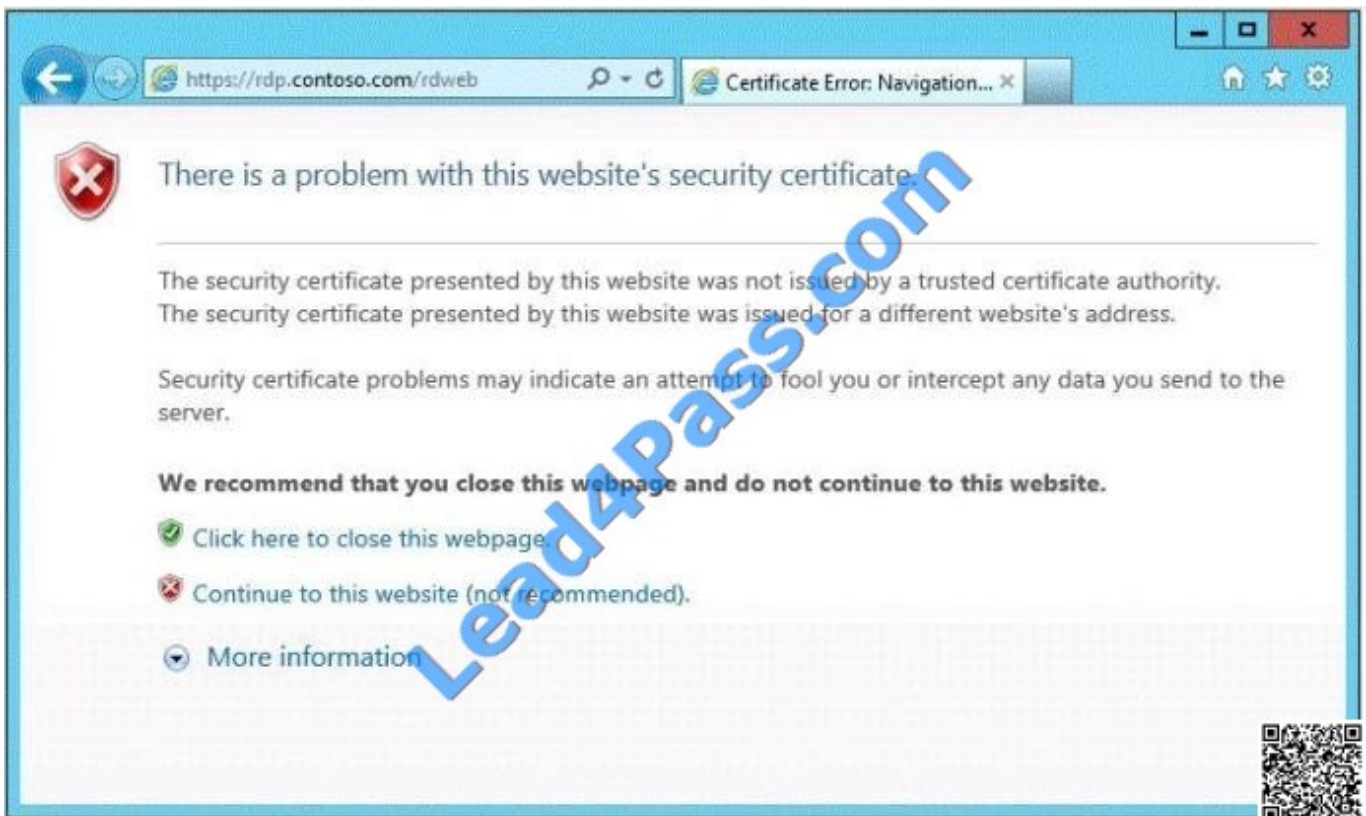 https://rdp.contoso.com/rdweb
Certificate Error: Navigation...
There is a problem with this website's security certificate.
The security certificate presented by this website was not issued by a trusted certificate authority.
The security certificate presented by this website was issued for a different website's address.
Security certificate problems may indicate an attempt to fool you or intercept any data you send to the
server.
We recommend that you close this webpage and do not continue to this website.
Click here to close this webpage.
Continue to this website (not recommended).
More information
Lead4Pass.com